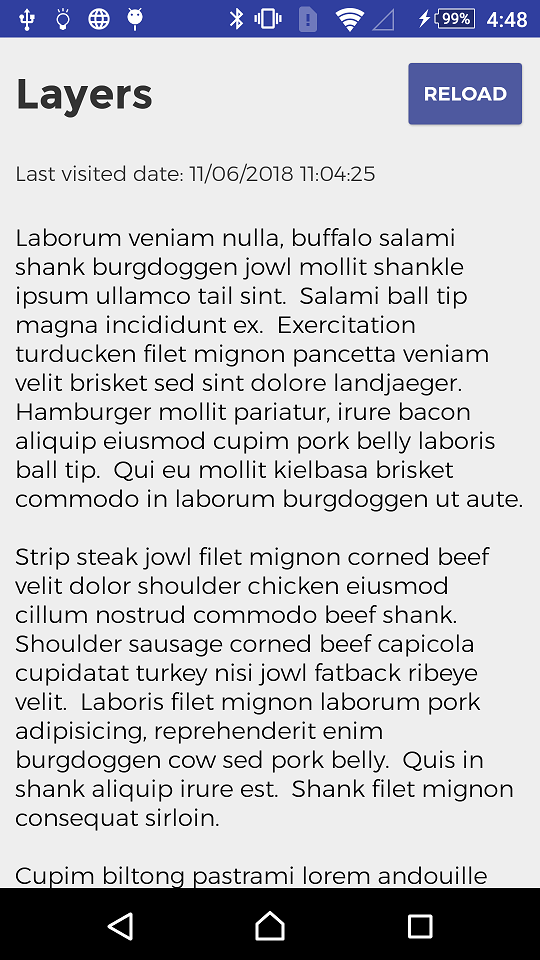 99%
4:48
Layers
RELOAD
Last visited date: 11/06/2018 11:04:25
Laborum veniam nulla, buffalo salami
shank burgdoggen jowl mollit shankle
ipsum ullamco tail sint.  Salami ball tip
magna incididunt ex.  Exercitation
turducken filet mignon pancetta veniam
velit brisket sed sint dolore landjaeger.
Hamburger mollit pariatur, irure bacon
aliquip eiusmod cupim pork belly laboris
ball tip.  Qui eu mollit kielbasa brisket
commodo in laborum burgdoggen ut aute.
Strip steak jowl filet mignon corned beef
velit dolor shoulder chicken eiusmod
cillum nostrud commodo beef shank.
Shoulder sausage corned beef capicola
cupidatat turkey nisi jowl fatback ribeye
velit.  Laboris filet mignon laborum pork
adipisicing, reprehenderit enim
burgdoggen cow sed pork belly.  Quis in
shank aliquip irure est.  Shank filet mignon
consequat sirloin.
Cupim biltong pastrami lorem andouille